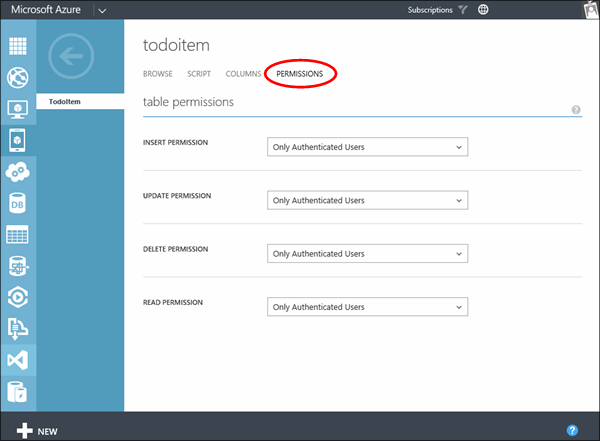 Microsoft Azure
Subscriptions
todoitem
BROWSE SCRIPT COLUMNS PERMISSIONS
TodoItem
table permissions
?
INSERT PERMISSION Only Authenticated Users
UPDATE PERMISSION Only Authenticated Users
DB
DELETE PERMISSION Only Authenticated Users
READ PERMISSION Only Authenticated Users
NEW
?